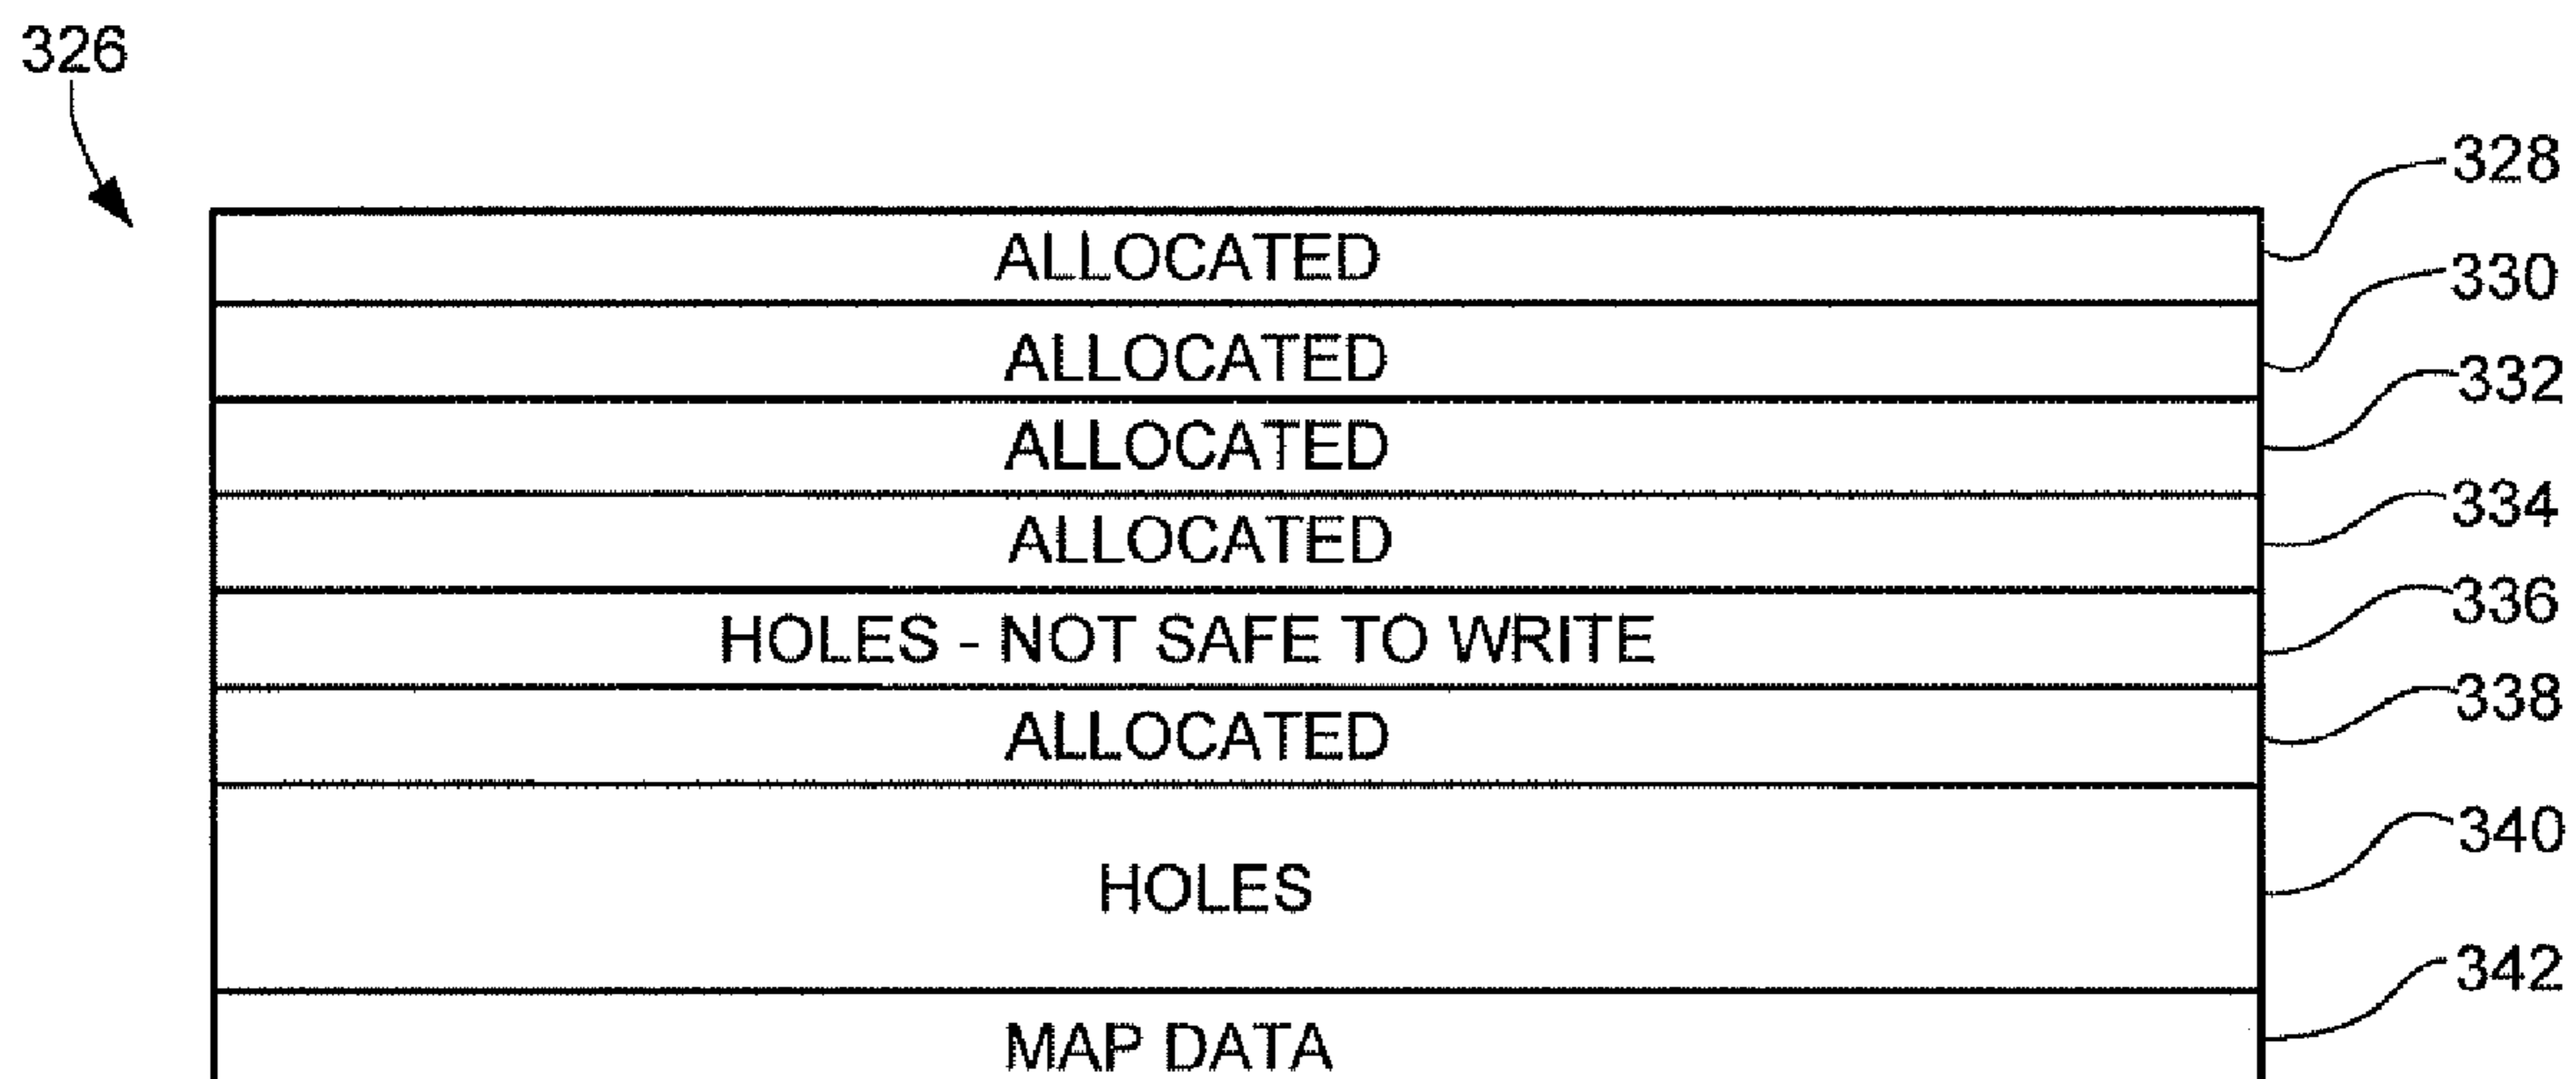 326
328
ALLOCATED
330
ALLOCATED
332
ALLOCATED
334
ALLOCATED
336
HOLES - NOT SAFE TO WRITE
338
ALLOCATED
340
HOLES
342
MAP DATA